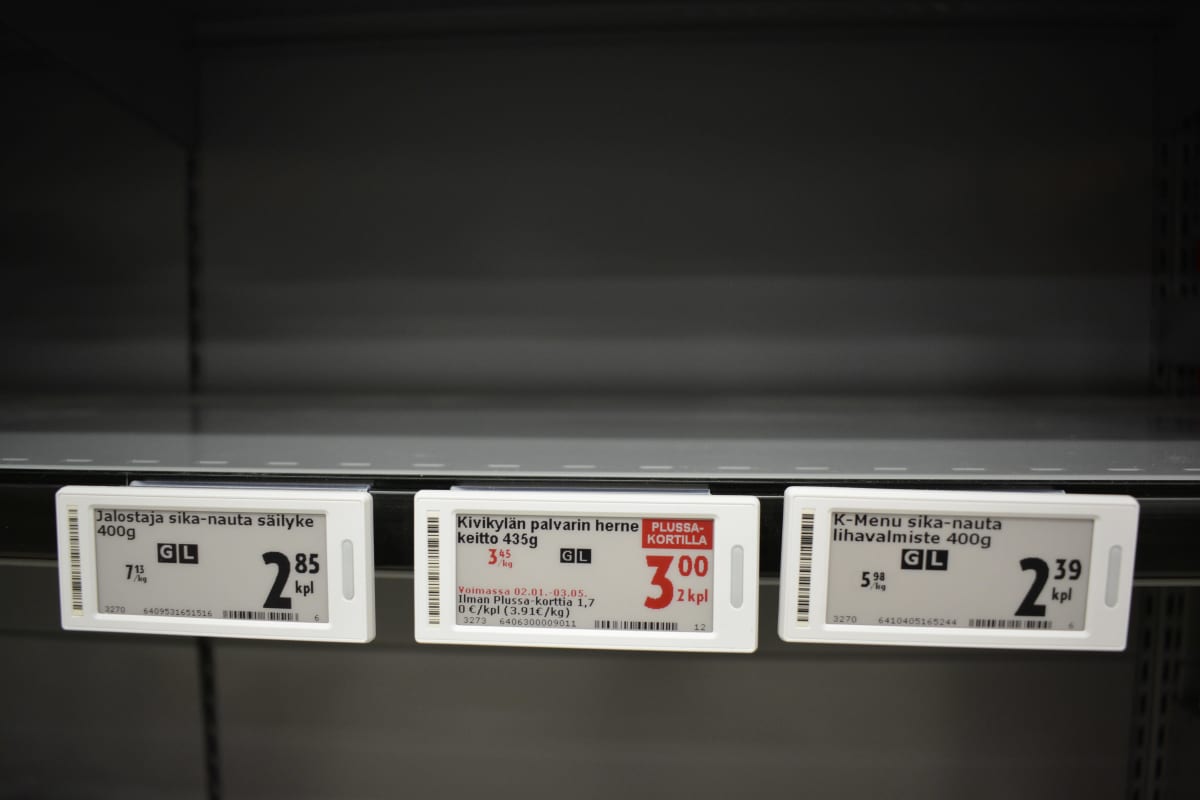 Jalostaja sika-nauta säilyke
400g
G L
7 13 /kg
2 85 kpl
3270 6409531651516 6
Kivikylän palvarin herne
keitto 435g
PLUSSA-
KORTILLA
3 45 /kg
G L
3 00 2 kpl
Voimassa 02.01.-03.05.
Ilman Plussa-korttia 1,7
0 €/kpl (3.91€/kg)
3273 6406300009011 12
K-Menu sika-nauta
lihavalmiste 400g
G L
5 98 /kg
2 39 kpl
3270 6410405165244 6